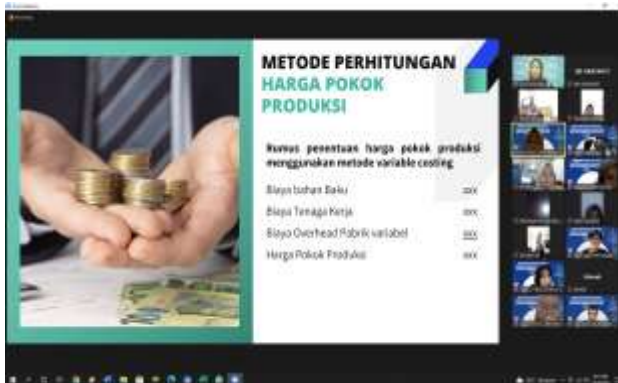 METODE PERHITUNGAN
HARGA POKOK
PRODUKSI
Rumus penentuan harga pokok produksi
menggunakan metode variable costing
Biaya bahan Baku xxx
Biaya Tenaga Kerja xxx
Biaya Overhead Pabrik variabel xxx
Harga Pokok Produksi xxx